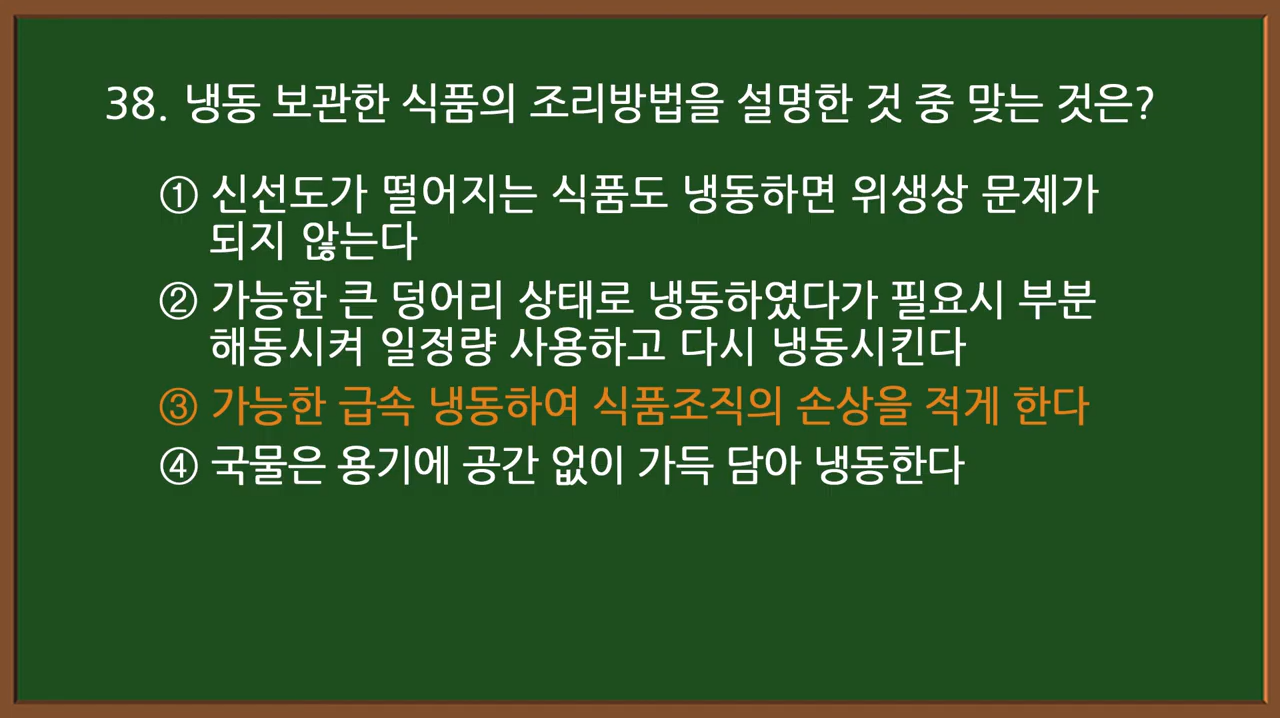 38. 냉동 보관한 식품의 조리방법을 설명한 것 중 맞는 것은?
① 신선도가 떨어지는 식품도 냉동하면 위생상 문제가
되지 않는다
② 가능한 큰 덩어리 상태로 냉동하였다가 필요시 부분
해동시켜 일정량 사용하고 다시 냉동시킨다
③ 가능한 급속 냉동하여 식품조직의 손상을 적게 한다
④ 국물은 용기에 공간 없이 가득 담아 냉동한다